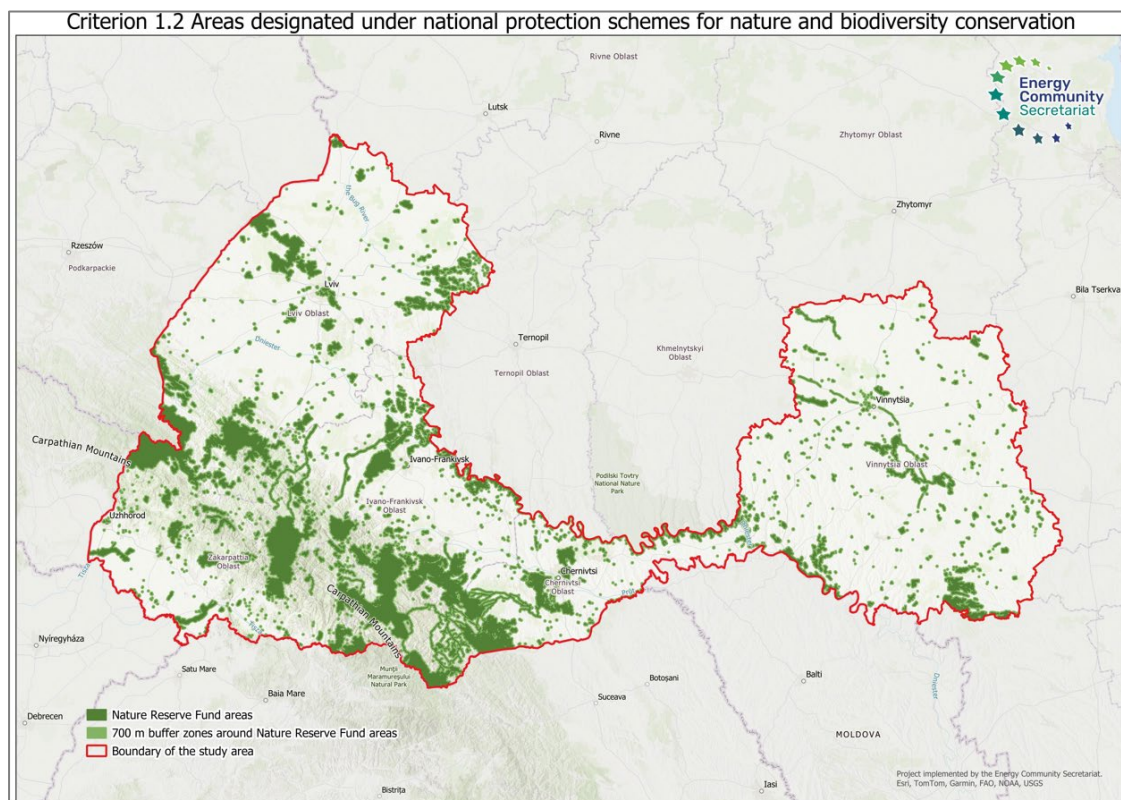 Criterion 1.2 Areas designated under national protection schemes for nature and biodiversity conservation
Rivne Oblast
Energy
Community
Secretariat
Lutsk
Rivne
Zhytomyr Oblast
the Bug River
Zhytomyr
Rzeszów
Podkarpackie
Lviv
Lviv Oblast
Bila Tserkva
Dniester
Ternopil
Khmelnytskyi
Oblast
Ternopil Oblast
Vinnytsia
Carpathian Mountains
Ivano-Frankivsk
Vinnytsia Oblast
Podilski Tovtry
National Nature
Park
Ivano-Frankivsk
Oblast
Uzhhorod
Zakarpattia
Oblast
Chernivtsi
Chernivtsi
Oblast
Carpathian Mountains
Nyíregyháza
Satu Mare
Munții
Maramureșului
Natural Park
Botoșani
Balti
Baia Mare
Suceava
Dniester
Debrecen
Nature Reserve Fund areas
700 m buffer zones around Nature Reserve Fund areas
Boundary of the study area
MOLDOVA
Project implemented by the Energy Community Secretariat.
Esri, TomTom, Garmin, FAO, NOAA, USGS
Iasi
Bistrița